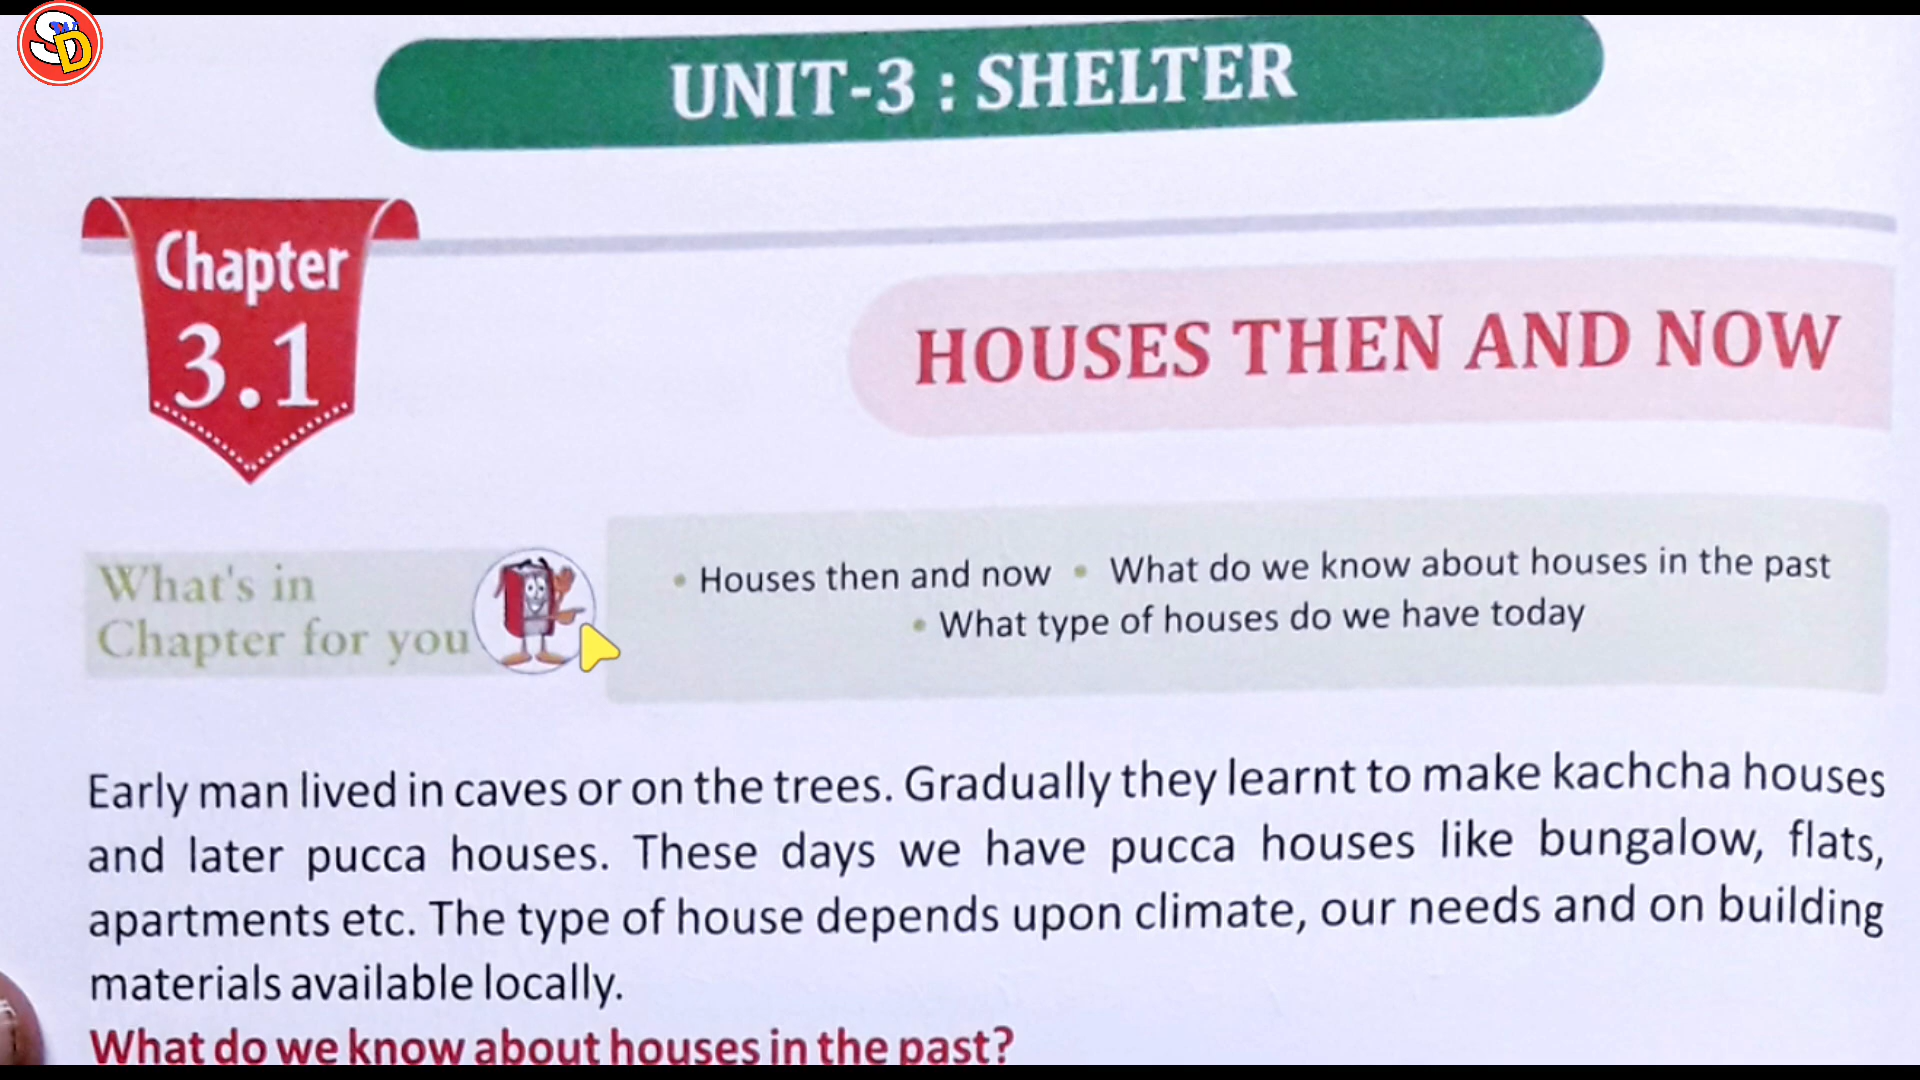 SD
UNIT-3 : SHELTER
Chapter
3.1
HOUSES THEN AND NOW
What's in
Chapter for you
• Houses then and now • What do we know about houses in the past
• What type of houses do we have today
Early man lived in caves or on the trees. Gradually they learnt to make kachcha houses
and later pucca houses. These days we have pucca houses like bungalow, flats,
apartments etc. The type of house depends upon climate, our needs and on building
materials available locally.
What do we know about houses in the past?